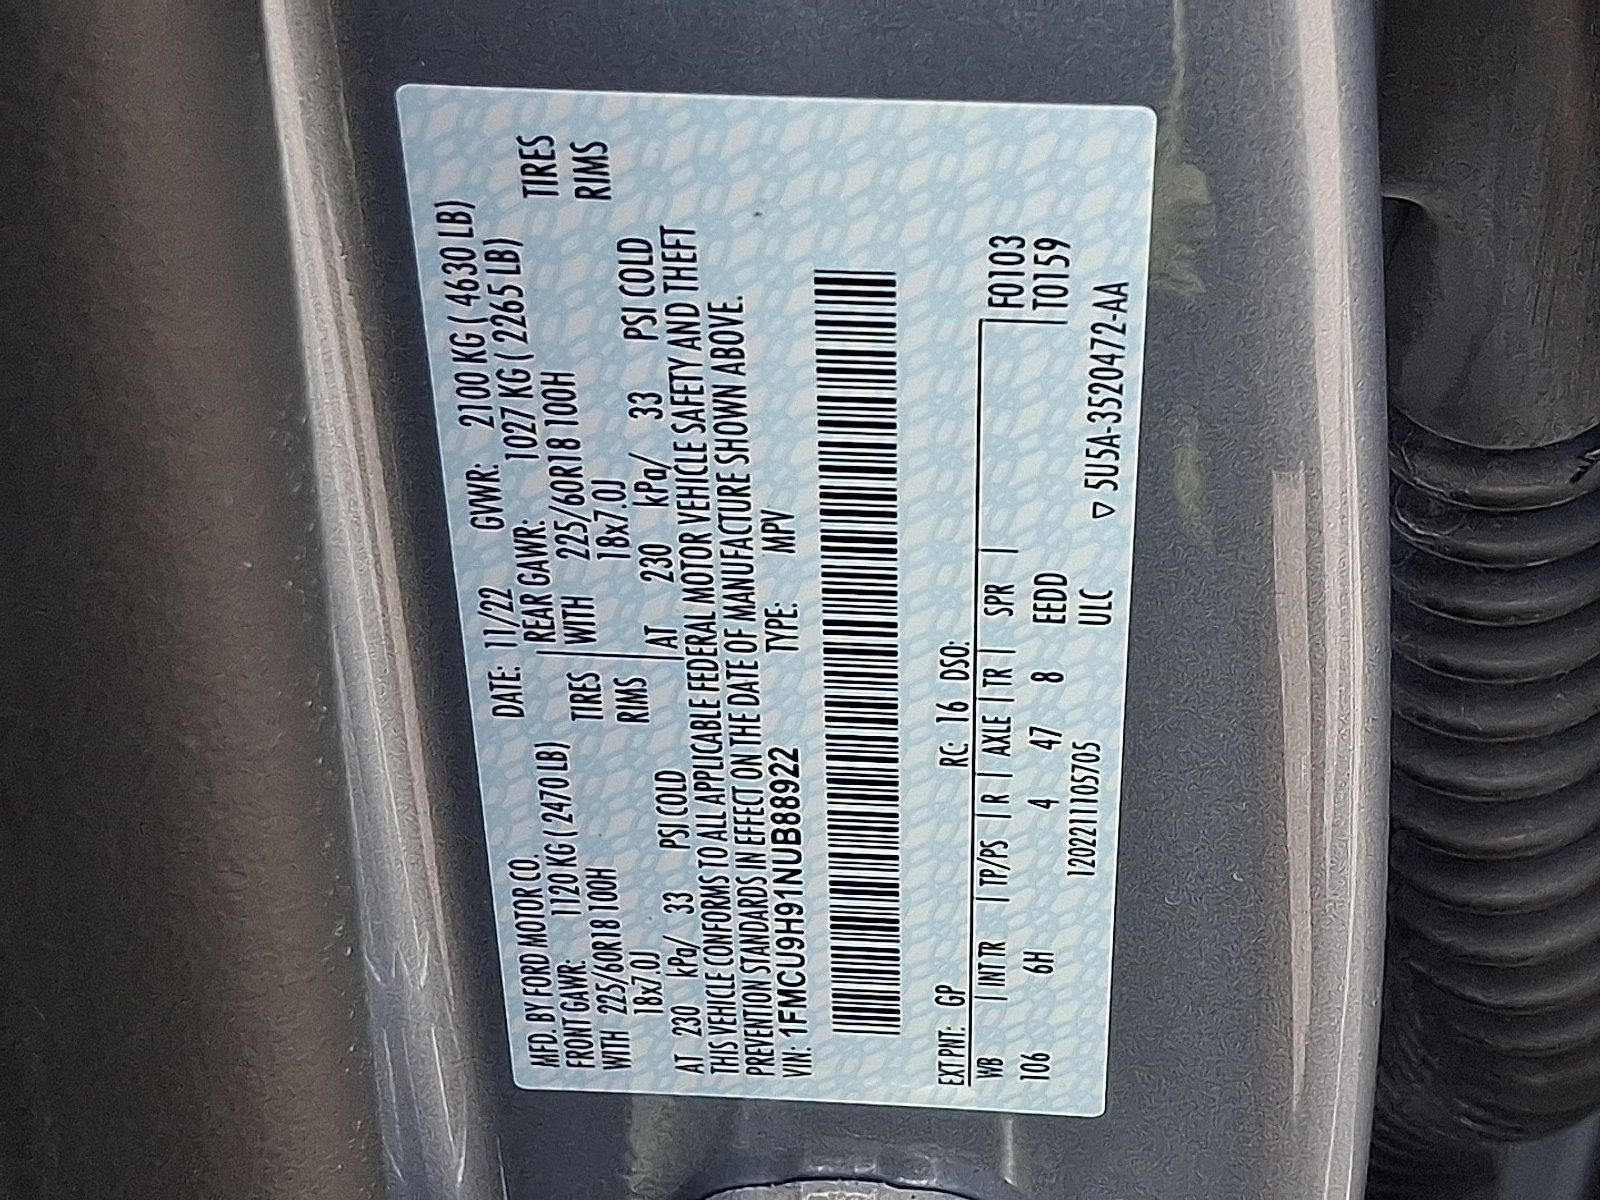 MFD. BY FORD MOTOR CO. DATE: 11/22 GVWR: 2100 KG ( 4630 LB)
FRONT GAWR: 1120 KG ( 2470 LB) REAR GAWR: 1027 KG ( 2265 LB)
WITH 225/60R18 100H TIRES WITH 225/60R18 100H TIRES
18x7.0J RIMS 18x7.0J RIMS
AT 230 kPa/ 33 PSI COLD AT 230 kPa/ 33 PSI COLD
THIS VEHICLE CONFORMS TO ALL APPLICABLE FEDERAL MOTOR VEHICLE SAFETY AND THEFT
PREVENTION STANDARDS IN EFFECT ON THE DATE OF MANUFACTURE SHOWN ABOVE.
VIN: 1FMCU9H91NUB88922 TYPE: MPV
EXT PNT: GP RC: 16 DSO:
WB | INT TR | TP/PS | R | AXLE | TR | SPR | F0103
106 6H 4 47 8 EEDD T0159
120221105705 ULC ▽ 5U5A-3520472-AA